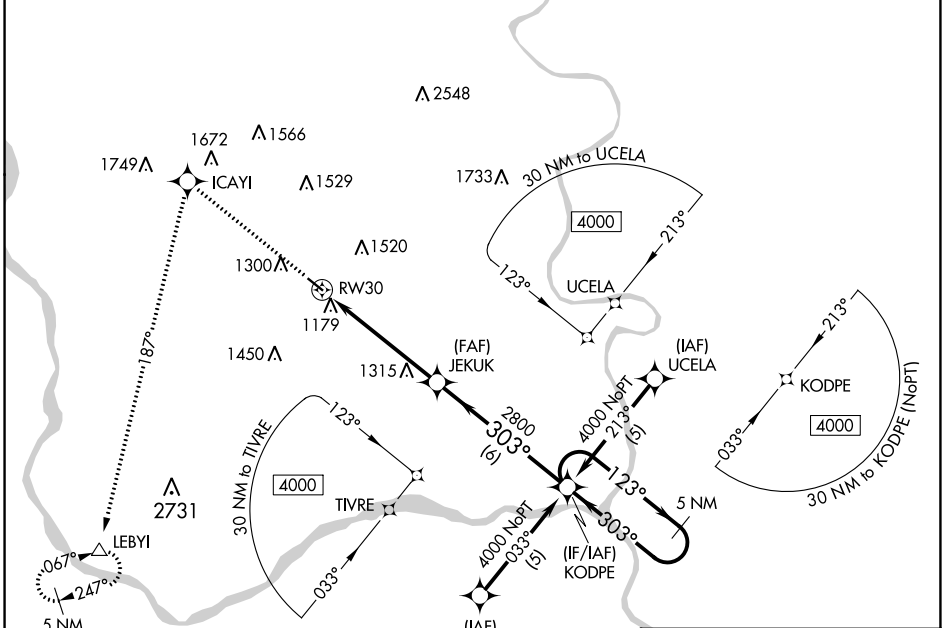 2548
1672
1566
1749
ICAYI
1529
1733
30 NM to UCELA
4000
213°
123°
1520
1300
RW30
UCELA
1179
213°
187°
(FAF)
JEKUK
(IAF)
UCELA
KODPE
1450
1315
4000 NoPT
213°
(5)
4000
033°
30 NM to KODPE (NoPT)
123°
2800
303°
(6)
30 NM to TIVRE
4000
TIVRE
123°
5 NM
303°
2731
4000 NoPT
033°
(5)
(IF/IAF)
KODPE
LEBYI
067°
247°
033°
5 NM
(IAF)